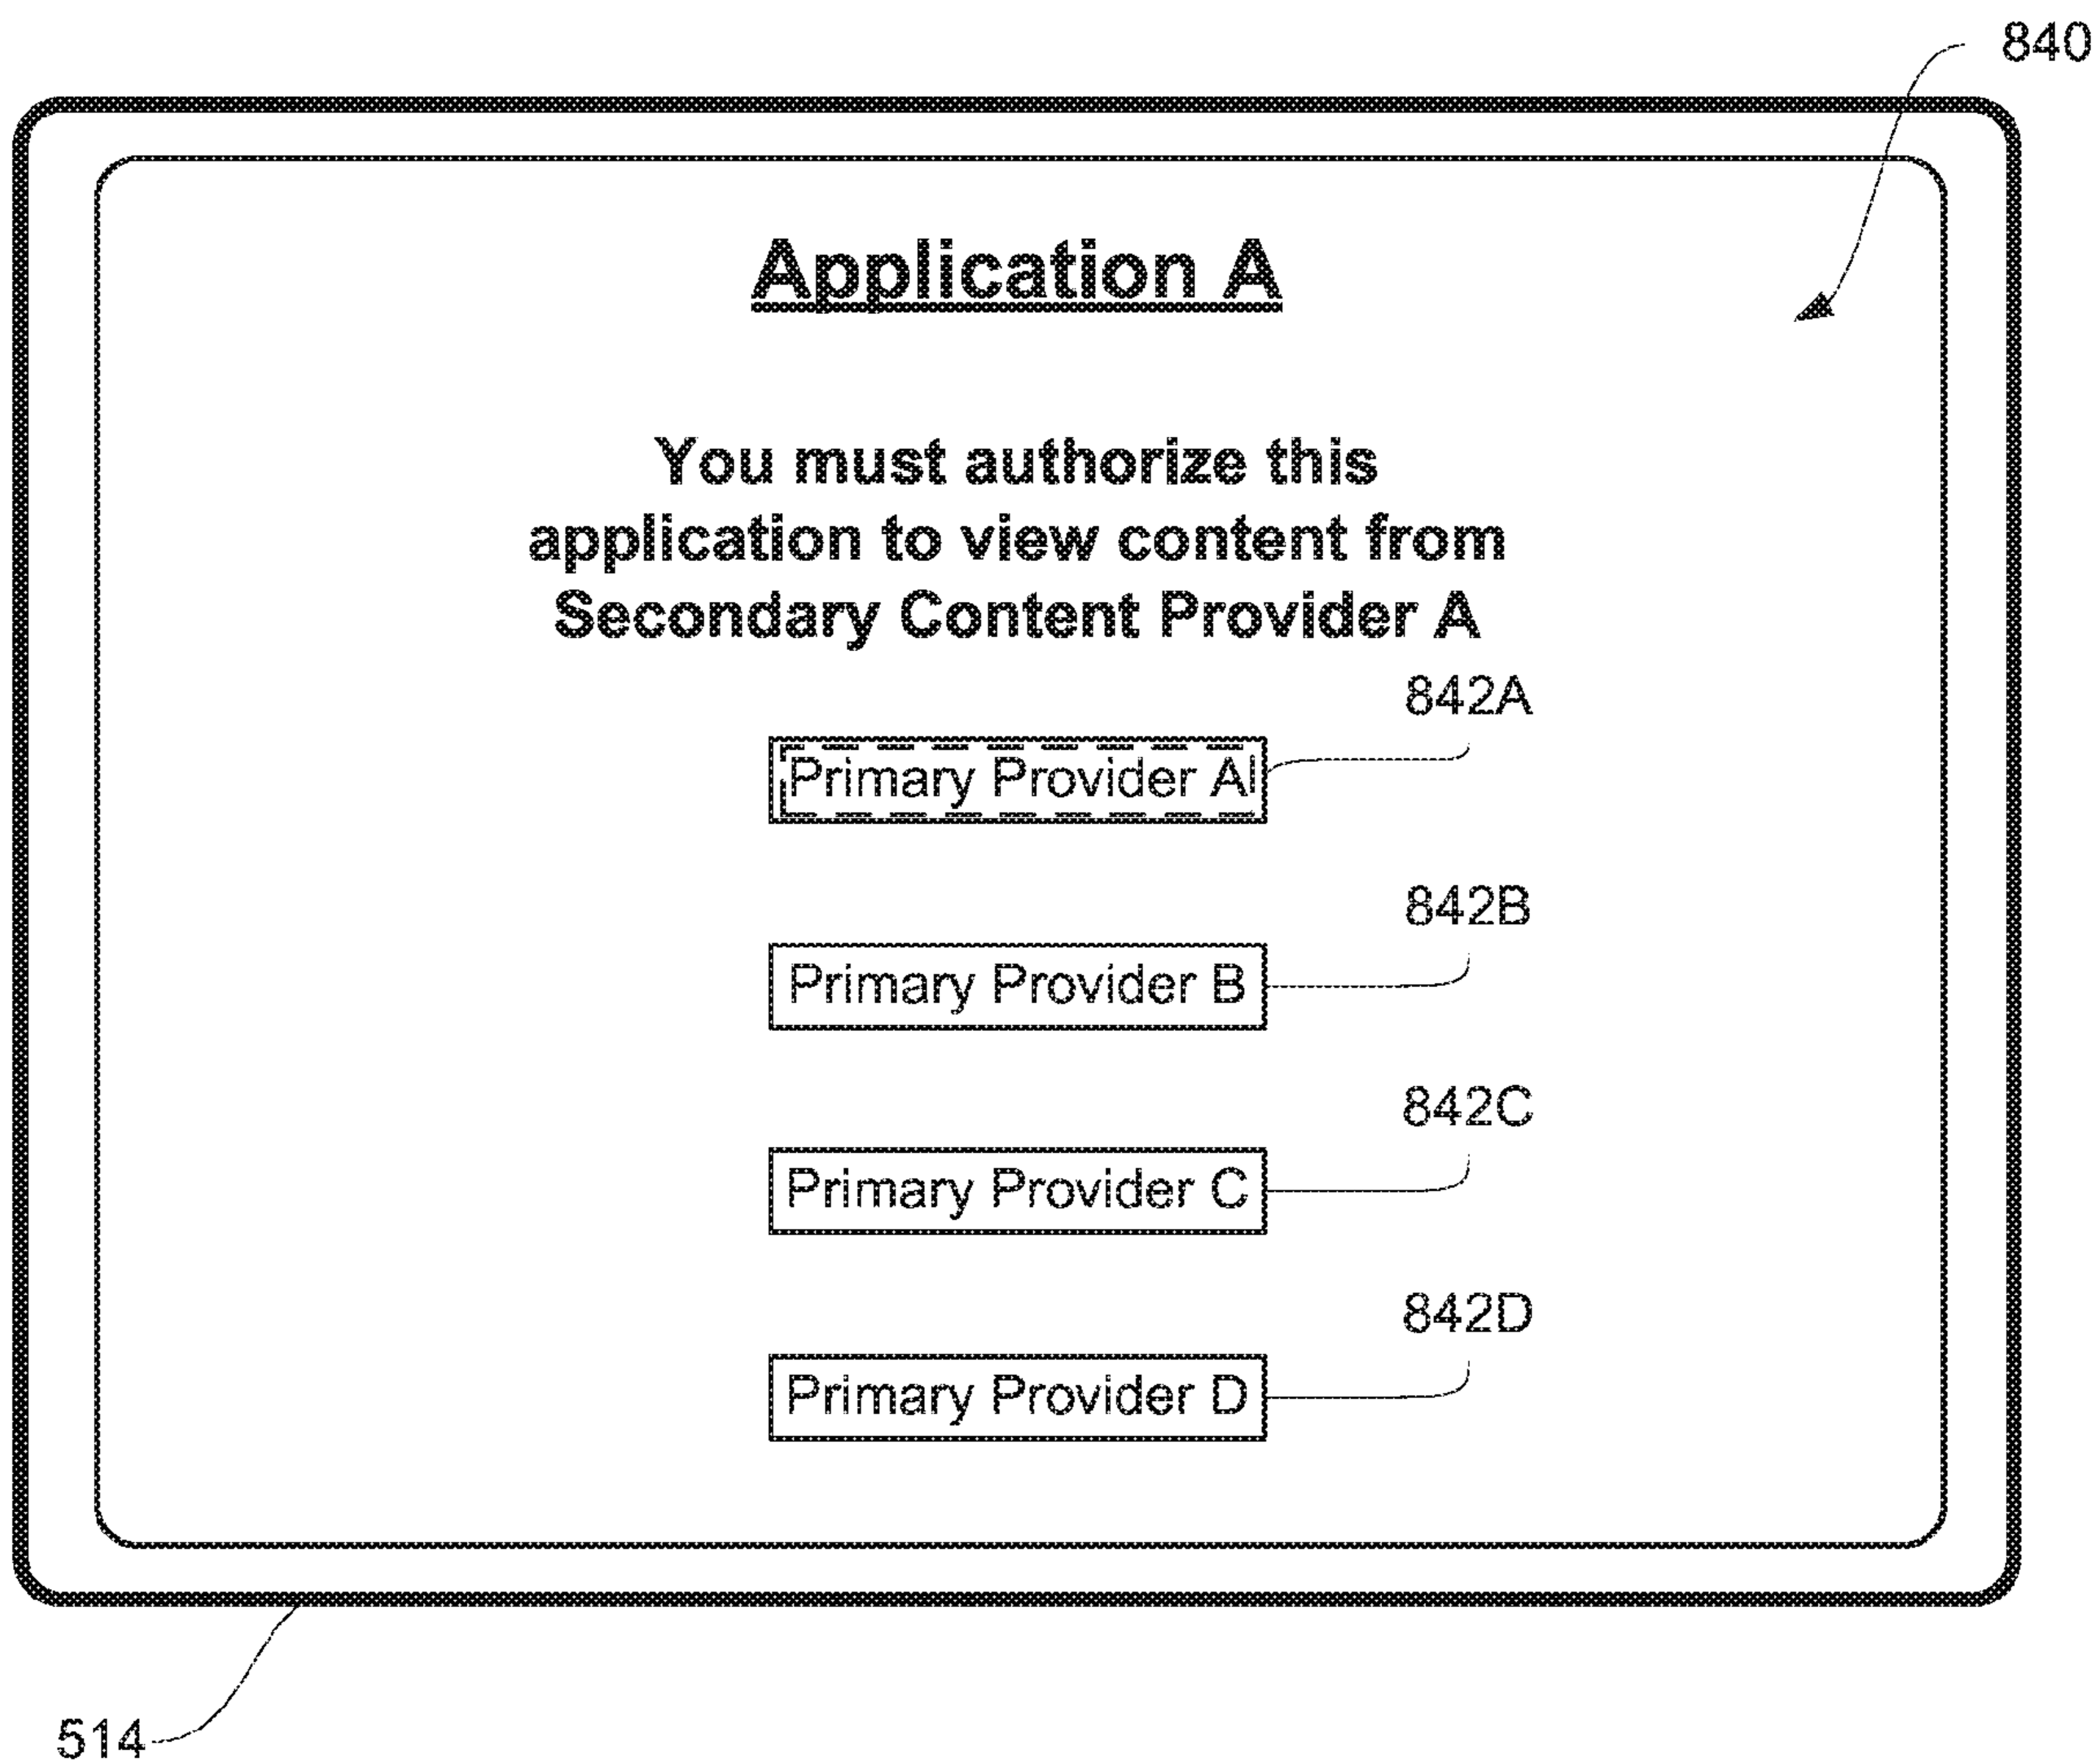 840
Application A
You must authorize this
application to view content from
Secondary Content Provider A
842A
Primary Provider A
842B
Primary Provider B
842C
Primary Provider C
842D
Primary Provider D
514